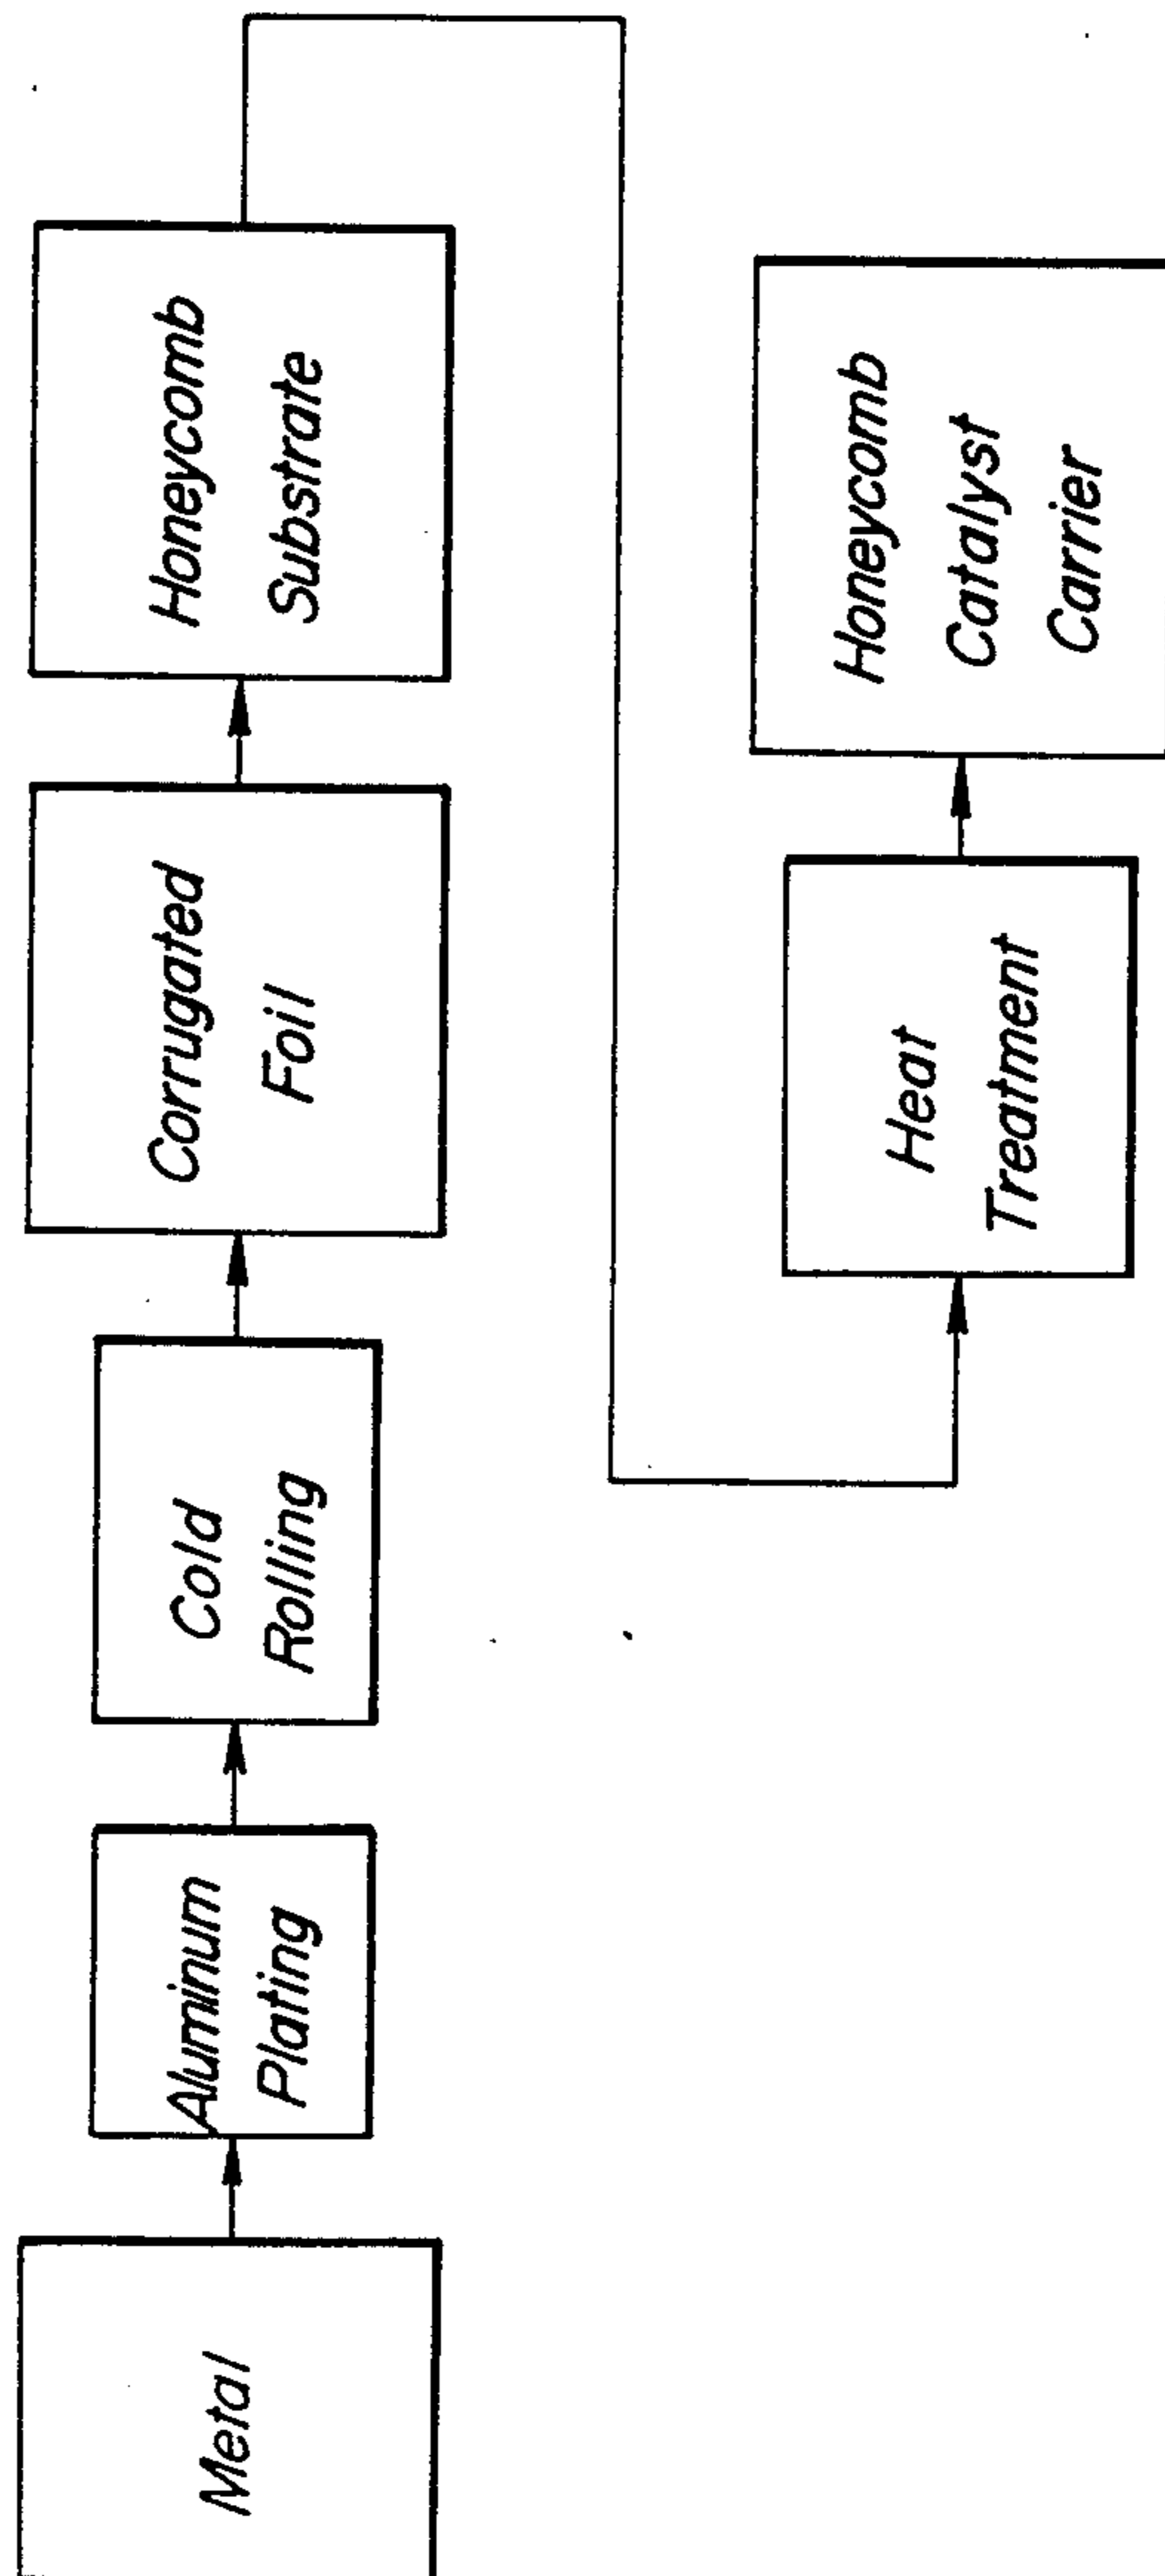 Metal
Aluminum
Plating
Cold
Rolling
Corrugated
Foil
Honeycomb
Substrate
Heat
Treatment
Honeycomb
Catalyst
Carrier